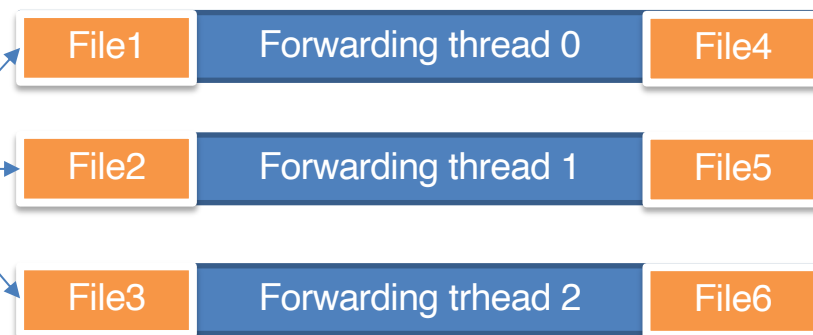 File1 Forwarding thread 0 File4
File2 Forwarding thread 1 File5
File3 Forwarding trhead 2 File6